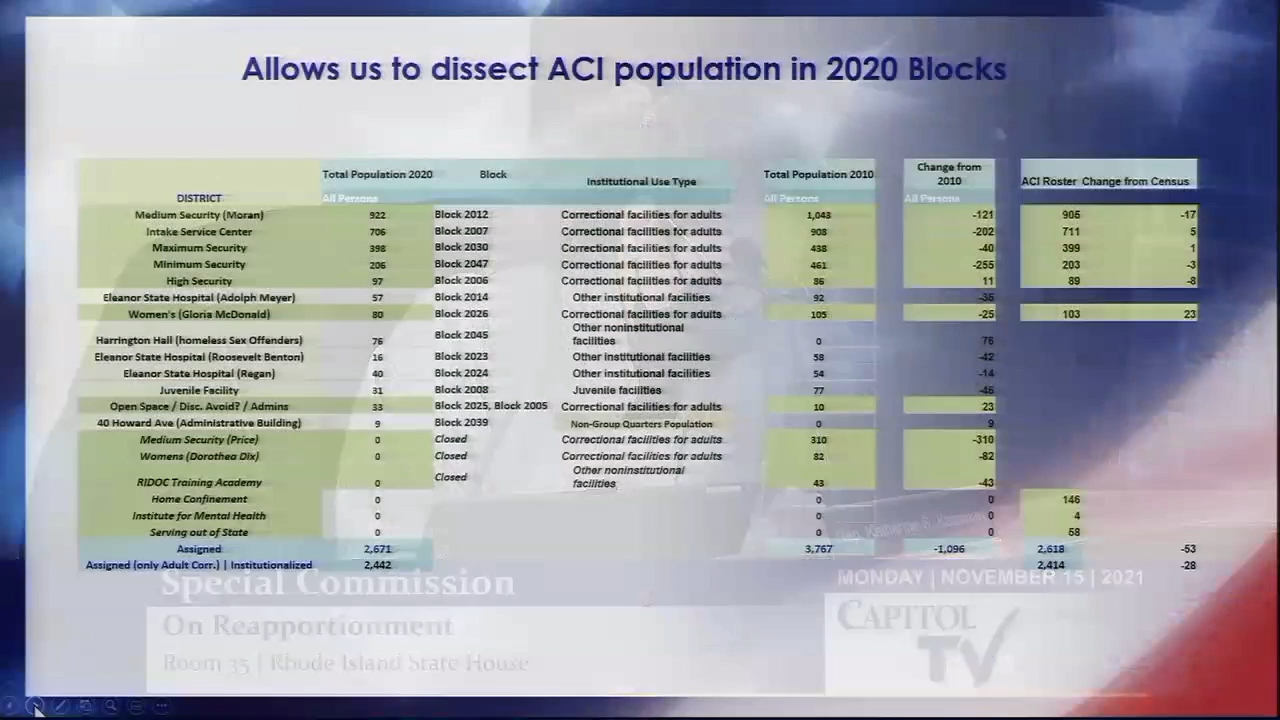 Allows us to dissect ACI population in 2020 Blocks
DISTRICT Total Population 2020 Block Institutional Use Type Total Population 2010 Change from 2010 ACI Roster Change from Census
All Persons All Persons All Persons
Medium Security (Moran) 922 Block 2012 Correctional facilities for adults 1,043 -121 905 -17
Intake Service Center 706 Block 2007 Correctional facilities for adults 908 -202 711 5
Maximum Security 398 Block 2030 Correctional facilities for adults 438 -40 399 1
Minimum Security 206 Block 2047 Correctional facilities for adults 461 -255 203 -3
High Security 97 Block 2006 Correctional facilities for adults 86 11 89 -8
Eleanor State Hospital (Adolph Meyer) 57 Block 2014 Other institutional facilities 92 -35
Women's (Gloria McDonald) 80 Block 2026 Correctional facilities for adults 105 -25 103 23
Harrington Hall (homeless Sex Offenders) 76 Block 2045 Other noninstitutional facilities 0 76
Eleanor State Hospital (Roosevelt Benton) 16 Block 2023 Other institutional facilities 58 -42
Eleanor State Hospital (Regan) 40 Block 2024 Other institutional facilities 54 -14
Juvenile Facility 31 Block 2008 Juvenile facilities 77 -46
Open Space / Disc. Avoid? / Admins 33 Block 2025, Block 2005 Correctional facilities for adults 10 23
40 Howard Ave (Administrative Building) 9 Block 2039 Non-Group Quarters Population 0 9
Medium Security (Price) 0 Closed Correctional facilities for adults 310 -310
Womens (Dorothea Dix) 0 Closed Correctional facilities for adults 82 -82
RIDOC Training Academy 0 Closed Other noninstitutional facilities 43 -43
Home Confinement 0 0 0 146
Institute for Mental Health 0 0 0 4
Serving out of State 0 0 0 58
Assigned 2,671 3,767 -1,096 2,618 -53
Assigned (only Adult Corr.) | Institutionalized 2,442 2,414 -28
Special Commission
On Reapportionment
Room 35 | Rhode Island State House
MONDAY | NOVEMBER 15 | 2021
CAPITOL
TV